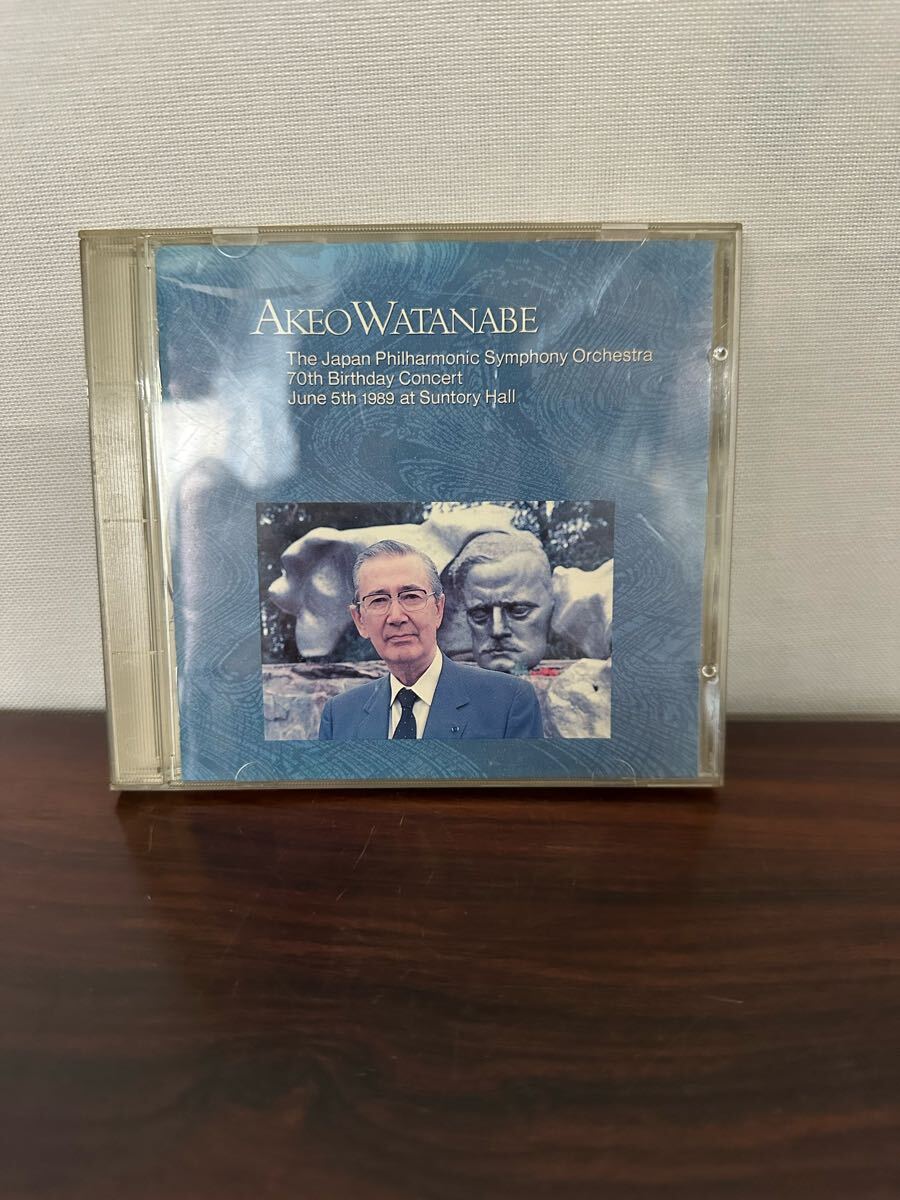 AKEO WATANABE
The Japan Philharmonic Symphony Orchestra
70th Birthday Concert
June 5th 1989 at Suntory Hall